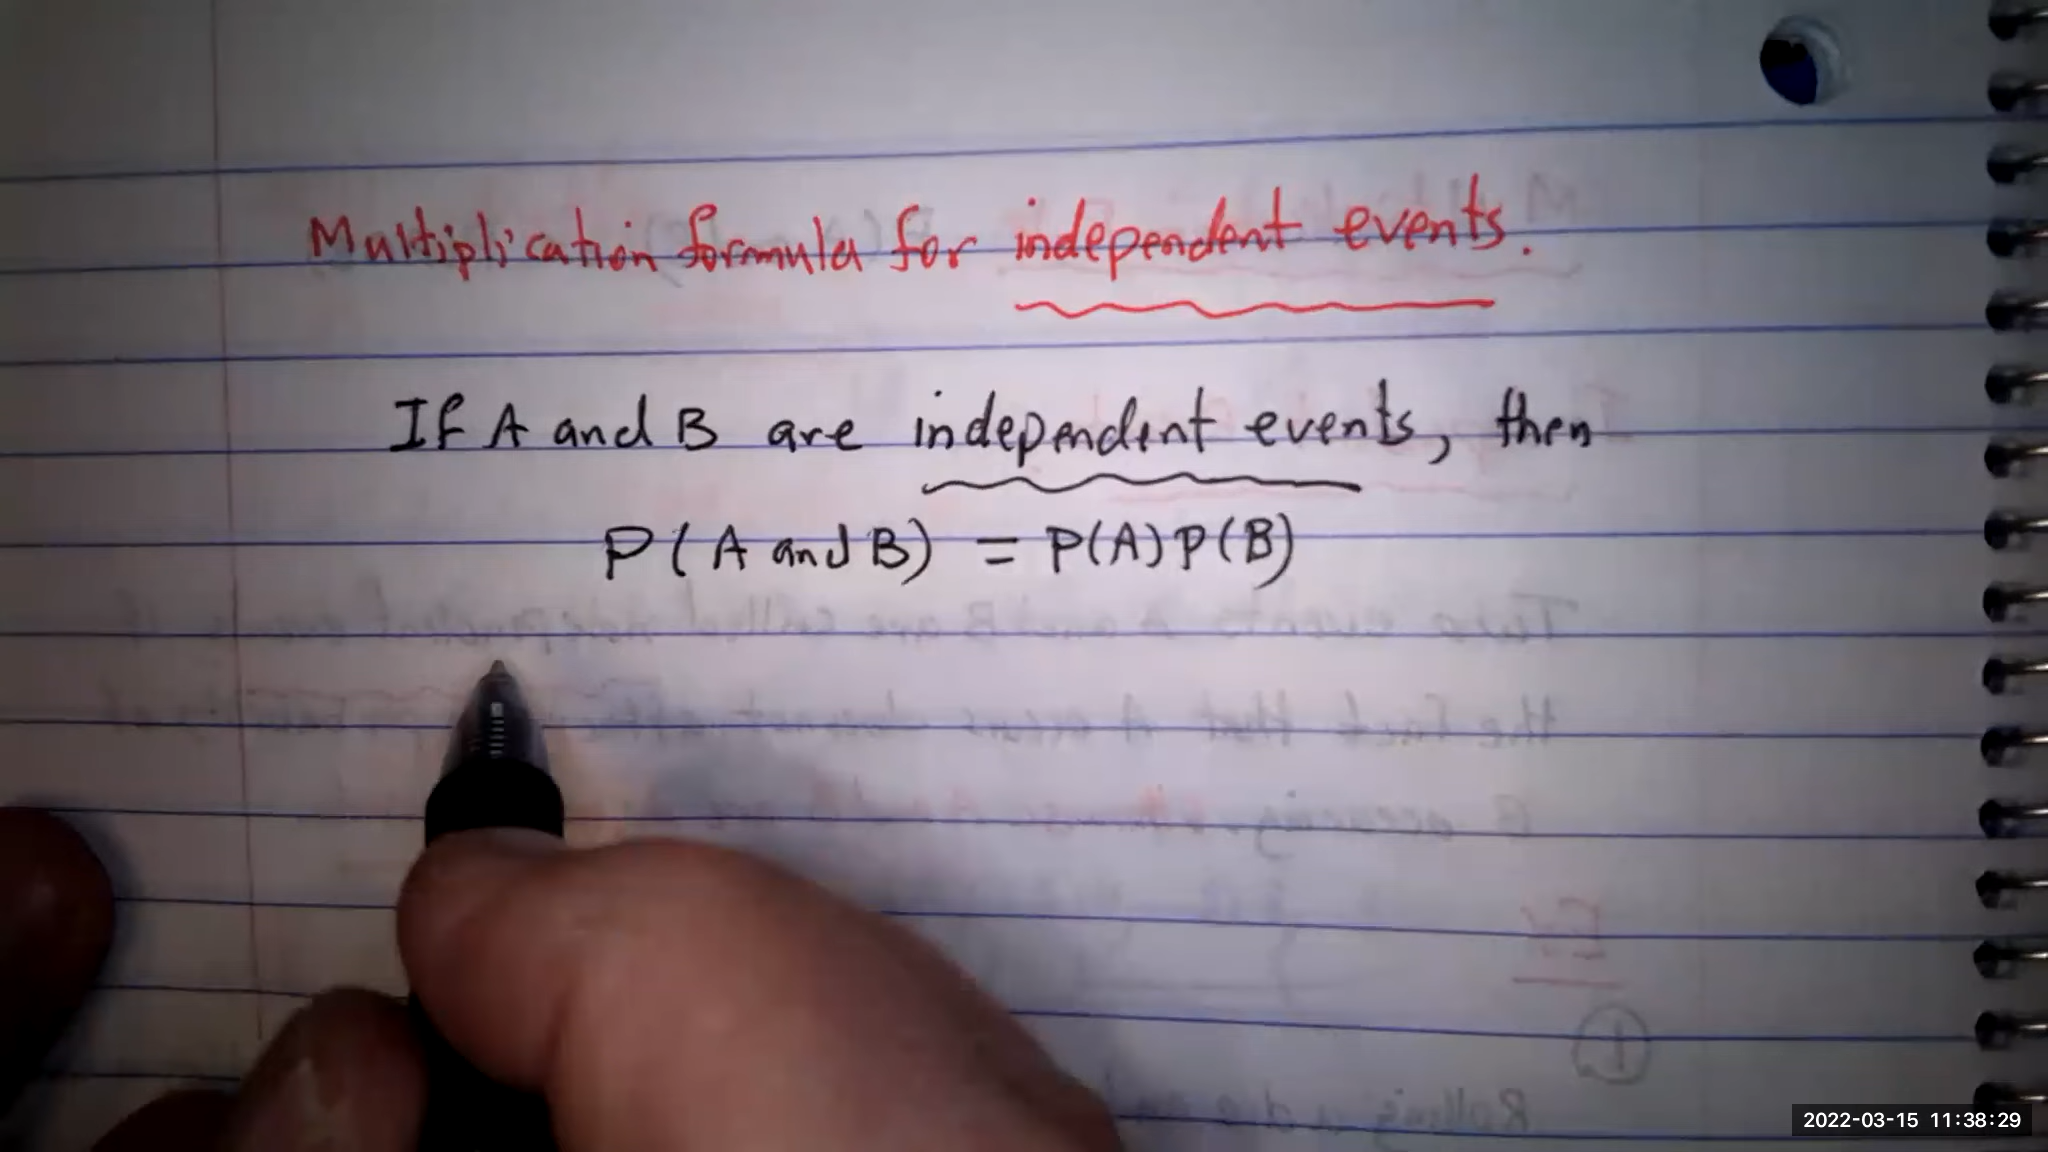 Multiplication formula for independent events.
If A and B are independent events, then
P(A and B) = P(A)P(B)
2022-03-15 11:38:29